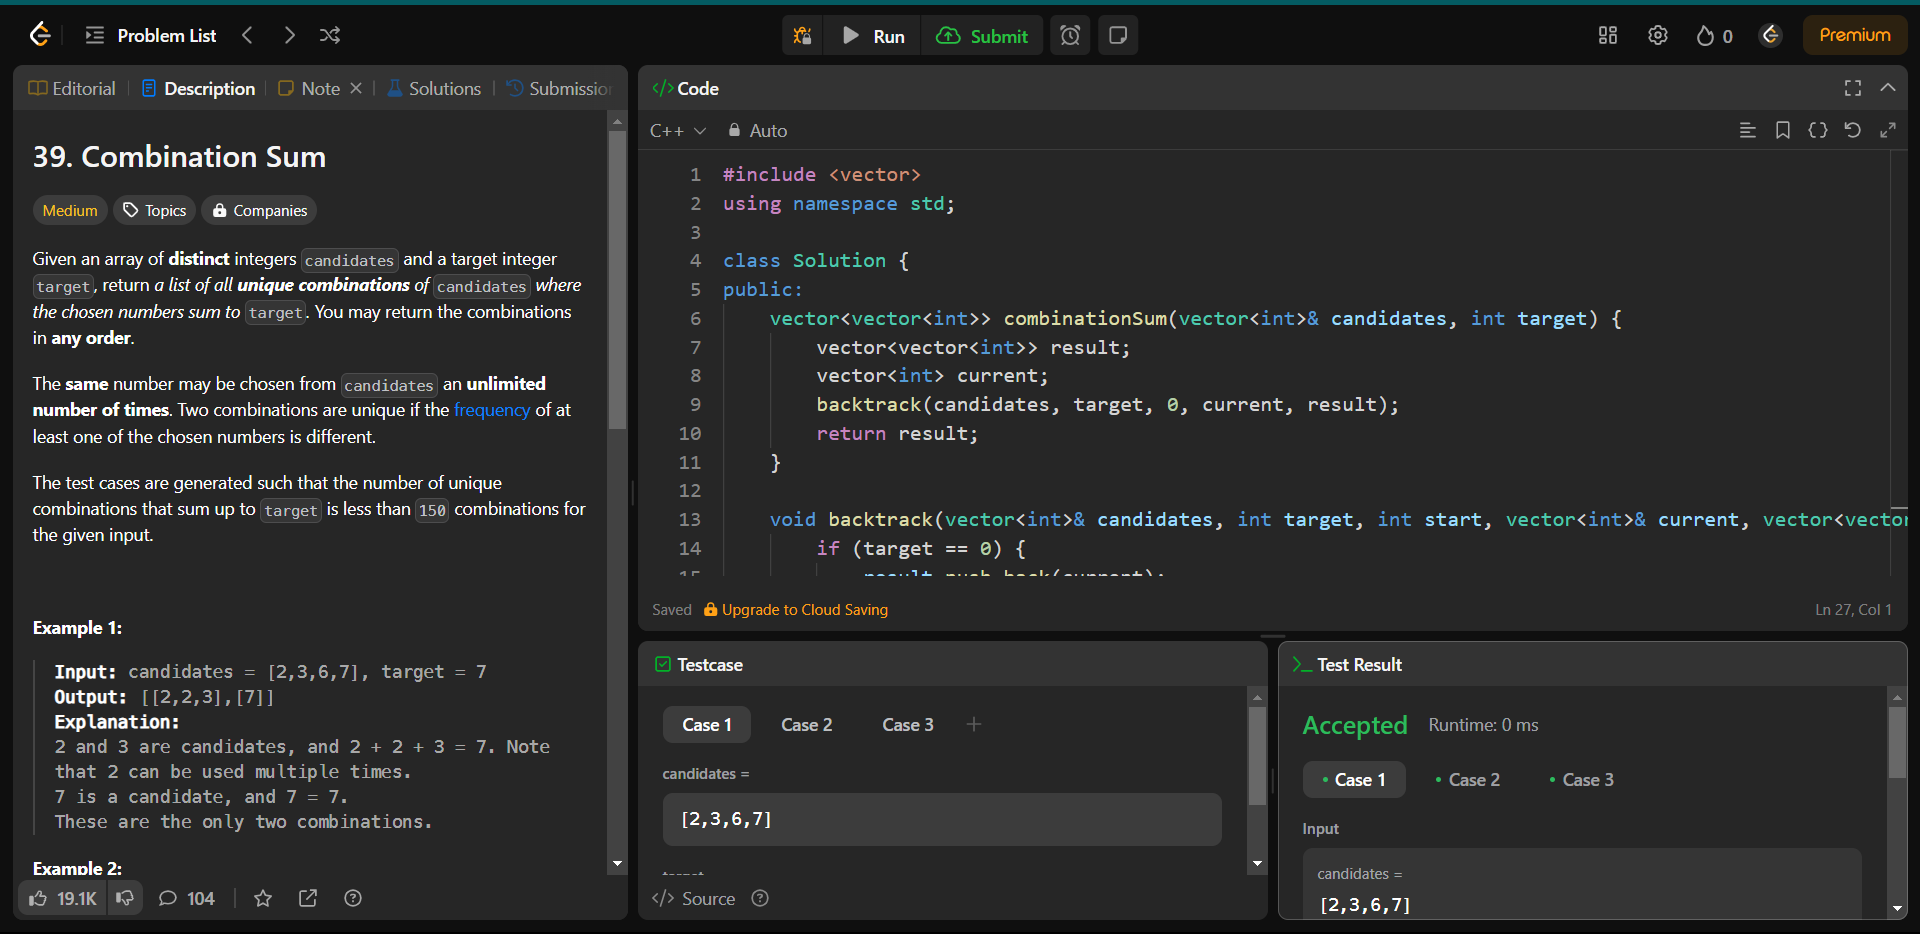 Problem List
Run
Submit
0
Premium
Editorial
Description
Note
Solutions
39. Combination Sum
Medium
Topics
Companies
Given an array of distinct integers candidates and a target integer
target, return a list of all unique combinations of candidates where
the chosen numbers sum to target. You may return the combinations
in any order.
The same number may be chosen from candidates an unlimited
number of times. Two combinations are unique if the frequency of at
least one of the chosen numbers is different.
The test cases are generated such that the number of unique
combinations that sum up to target is less than 150 combinations for
the given input.
Example 1:
Input: candidates = [2,3,6,7], target = 7
Output: [[2,2,3],[7]]
Explanation:
2 and 3 are candidates, and 2 + 2 + 3 = 7. Note
that 2 can be used multiple times.
7 is a candidate, and 7 = 7.
These are the only two combinations.
Example 2:
19.1K
104
</> Code
C++
Auto
1 #include <vector>
2 using namespace std;
3
4 class Solution {
5 public:
6 vector<vector<int>> combinationSum(vector<int>& candidates, int target) {
7 vector<vector<int>> result;
8 vector<int> current;
9 backtrack(candidates, target, 0, current, result);
10 return result;
11 }
12
13 void backtrack(vector<int>& candidates, int target, int start, vector<int>& current, vector<vector
14 if (target == 0) {
15 result.push_back(current);
Saved
Upgrade to Cloud Saving
Ln 27, Col 1
Testcase
Case 1
Case 2
Case 3
+
candidates =
[2,3,6,7]
</> Source
>_ Test Result
Accepted
Runtime: 0 ms
• Case 1
• Case 2
• Case 3
Input
candidates =
[2,3,6,7]